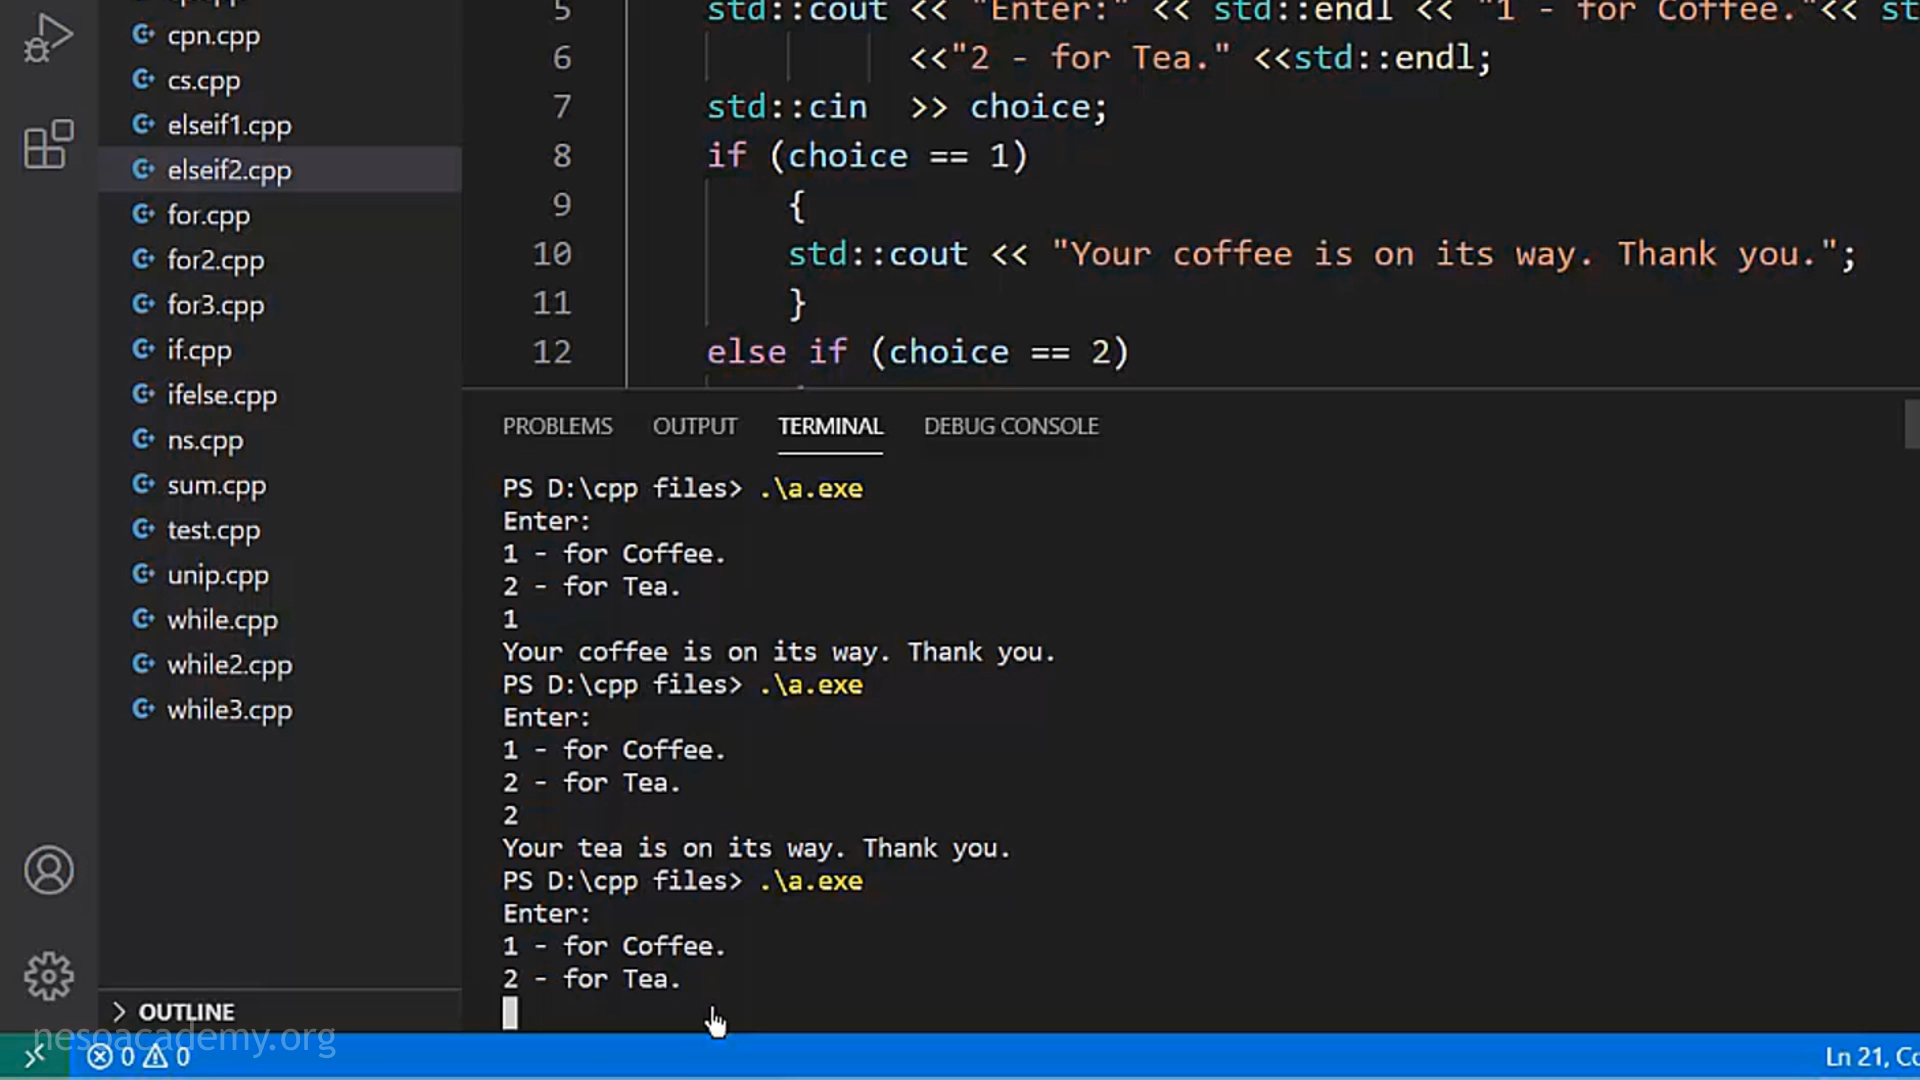 cpn.cpp
cs.cpp
elseif1.cpp
elseif2.cpp
for.cpp
for2.cpp
for3.cpp
if.cpp
ifelse.cpp
ns.cpp
sum.cpp
test.cpp
unip.cpp
while.cpp
while2.cpp
while3.cpp
OUTLINE
5 std::cout << "Enter:" << std::endl << "1 - for Coffee."<< st
6 <<"2 - for Tea." <<std::endl;
7 std::cin >> choice;
8 if (choice == 1)
9 {
10 std::cout << "Your coffee is on its way. Thank you.";
11 }
12 else if (choice == 2)
PROBLEMS OUTPUT TERMINAL DEBUG CONSOLE
PS D:\cpp files> .\a.exe
Enter:
1 - for Coffee.
2 - for Tea.
1
Your coffee is on its way. Thank you.
PS D:\cpp files> .\a.exe
Enter:
1 - for Coffee.
2 - for Tea.
2
Your tea is on its way. Thank you.
PS D:\cpp files> .\a.exe
Enter:
1 - for Coffee.
2 - for Tea.
nesoacademy.org
0 0 Ln 21, Co